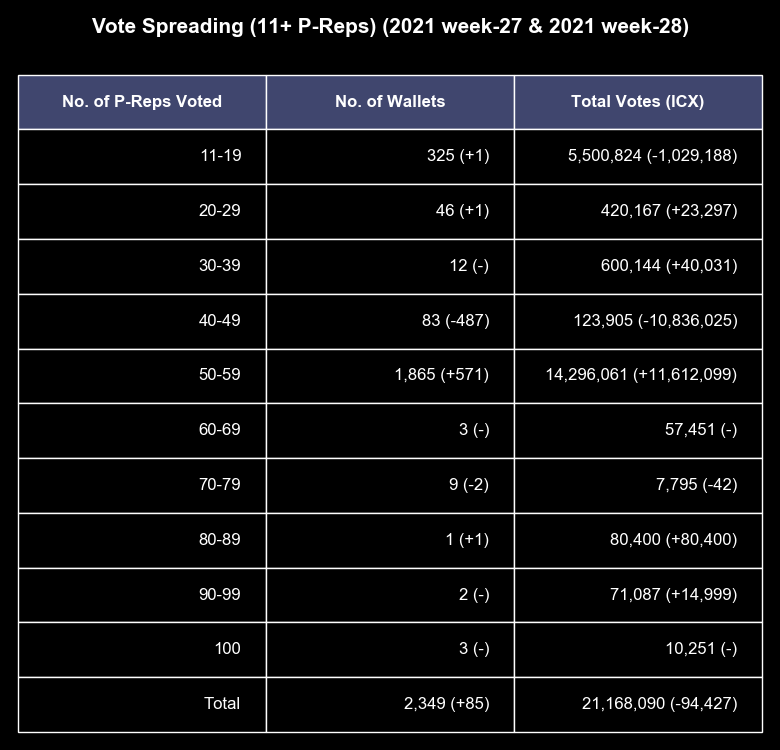 Vote Spreading (11+ P-Reps) (2021 week-27 & 2021 week-28)
No. of P-Reps Voted No. of Wallets Total Votes (ICX)
11-19 325 (+1) 5,500,824 (-1,029,188)
20-29 46 (+1) 420,167 (+23,297)
30-39 12 (-) 600,144 (+40,031)
40-49 83 (-487) 123,905 (-10,836,025)
50-59 1,865 (+571) 14,296,061 (+11,612,099)
60-69 3 (-) 57,451 (-)
70-79 9 (-2) 7,795 (-42)
80-89 1 (+1) 80,400 (+80,400)
90-99 2 (-) 71,087 (+14,999)
100 3 (-) 10,251 (-)
Total 2,349 (+85) 21,168,090 (-94,427)